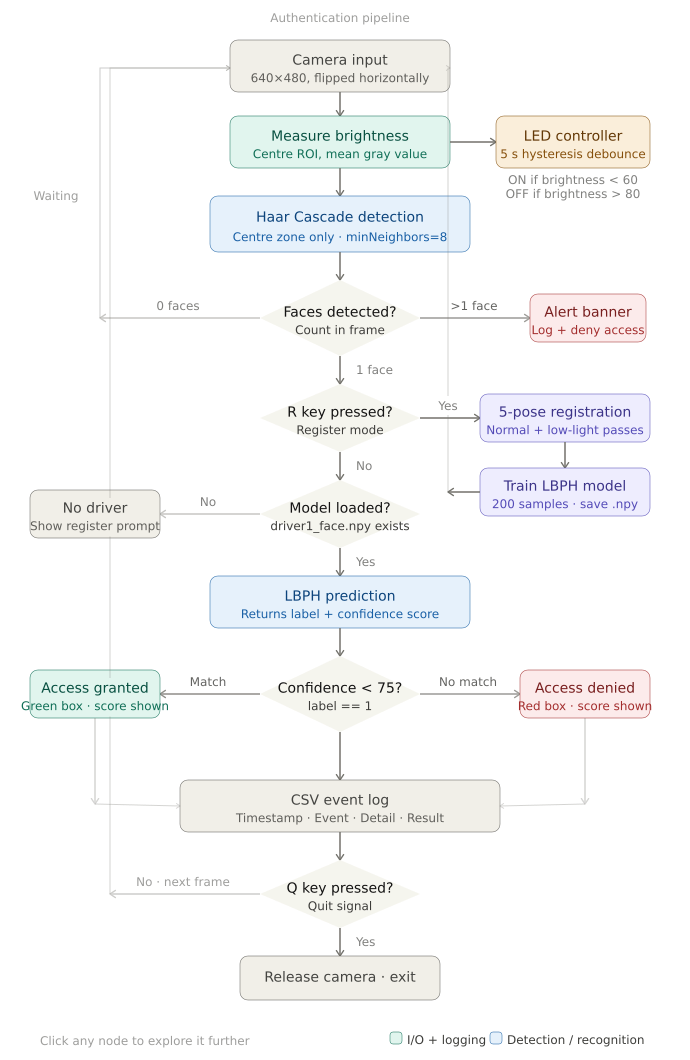 Authentication pipeline
Camera input
640×480, flipped horizontally
Measure brightness
Centre ROI, mean gray value
LED controller
5 s hysteresis debounce
ON if brightness < 60
OFF if brightness > 80
Waiting
Haar Cascade detection
Centre zone only · minNeighbors=8
0 faces
Faces detected?
Count in frame
>1 face
Alert banner
Log + deny access
1 face
R key pressed?
Register mode
Yes
5-pose registration
Normal + low-light passes
No
Train LBPH model
200 samples · save .npy
No driver
Show register prompt
No
Model loaded?
driver1_face.npy exists
Yes
LBPH prediction
Returns label + confidence score
Access granted
Green box · score shown
Match
Confidence < 75?
label == 1
No match
Access denied
Red box · score shown
CSV event log
Timestamp · Event · Detail · Result
No · next frame
Q key pressed?
Quit signal
Yes
Release camera · exit
Click any node to explore it further
I/O + logging
Detection / recognition